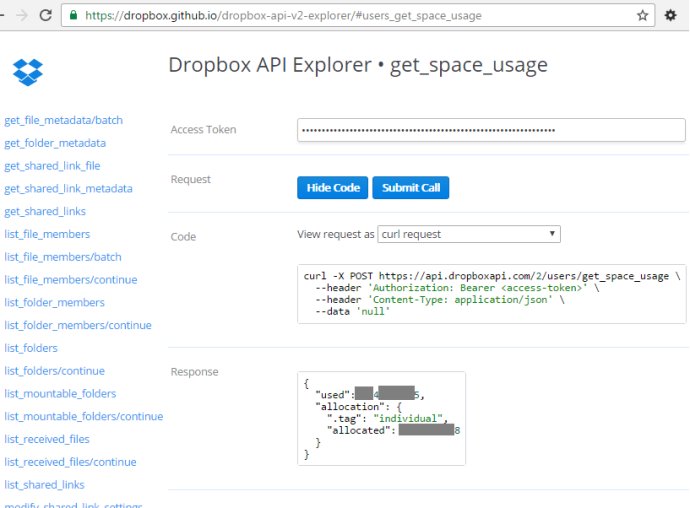 https://dropbox.github.io/dropbox-api-v2-explorer/#users_get_space_usage
Dropbox API Explorer • get_space_usage
get_file_metadata/batch
get_folder_metadata
get_shared_link_file
get_shared_link_metadata
get_shared_links
list_file_members
list_file_members/batch
list_file_members/continue
list_folder_members
list_folder_members/continue
list_folders
list_folders/continue
list_mountable_folders
list_mountable_folders/continue
list_received_files
list_received_files/continue
list_shared_links
modify_shared_link_settings
Access Token
Request
Hide Code Submit Call
Code
View request as curl request
curl -X POST https://api.dropboxapi.com/2/users/get_space_usage \
--header 'Authorization: Bearer <access-token>' \
--header 'Content-Type: application/json' \
--data 'null'
Response
{
"used": 4 5,
"allocation": {
".tag": "individual",
"allocated": 8
}
}